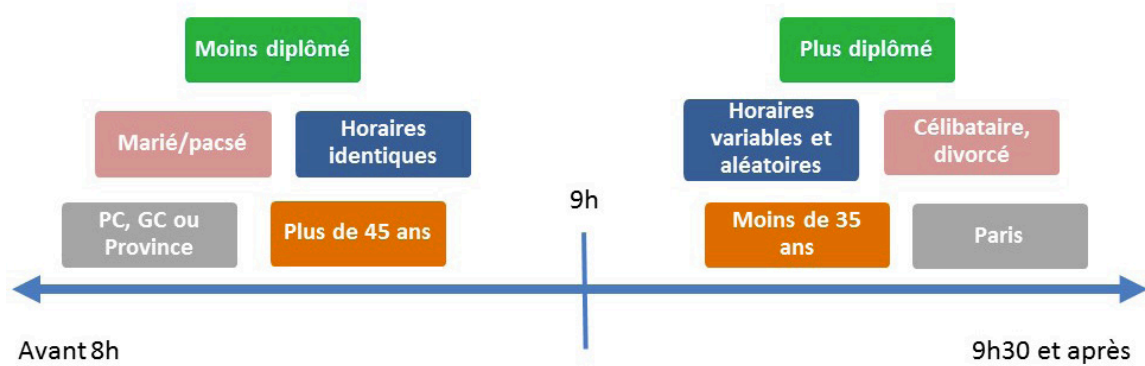 Moins diplômé
Plus diplômé
Marié/pacsé
Horaires
identiques
Horaires
variables et
aléatoires
Célibataire,
divorcé
PC, GC ou
Province
Plus de 45 ans
9h
Moins de 35
ans
Paris
Avant 8h
9h30 et après